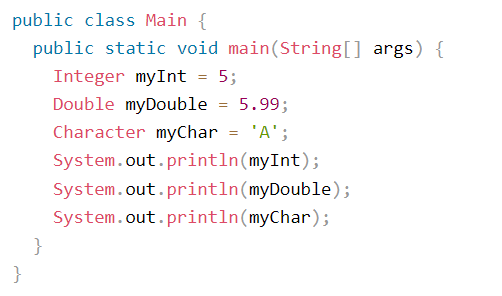 public class Main {
  public static void main(String[] args) {
    Integer myInt = 5;
    Double myDouble = 5.99;
    Character myChar = 'A';
    System.out.println(myInt);
    System.out.println(myDouble);
    System.out.println(myChar);
  }
}